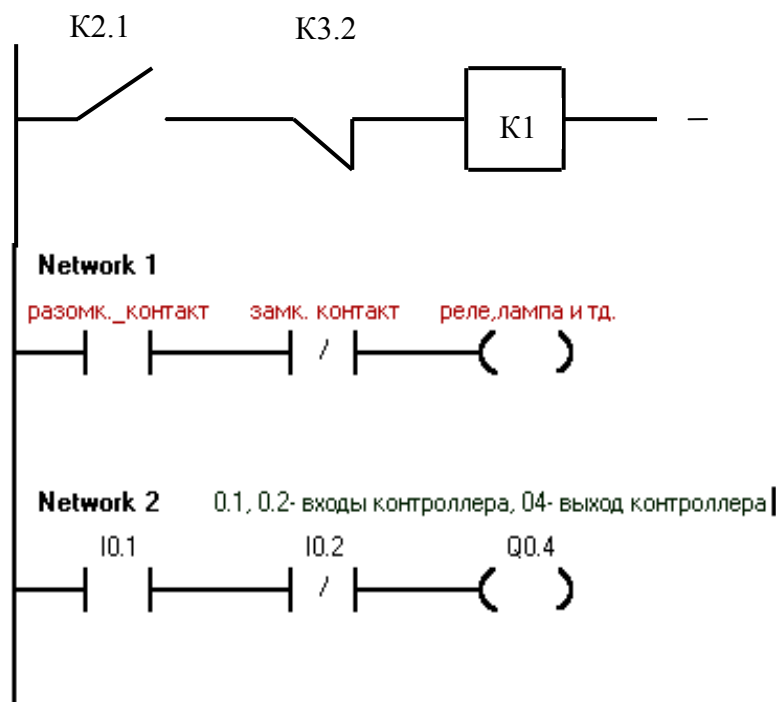 К2.1 К3.2
К1
–
Network 1
разомк._контакт замк. контакт реле,лампа и тд.
/
Network 2 0.1, 0.2- входы контроллера, 04- выход контроллера
I0.1 I0.2 Q0.4
/